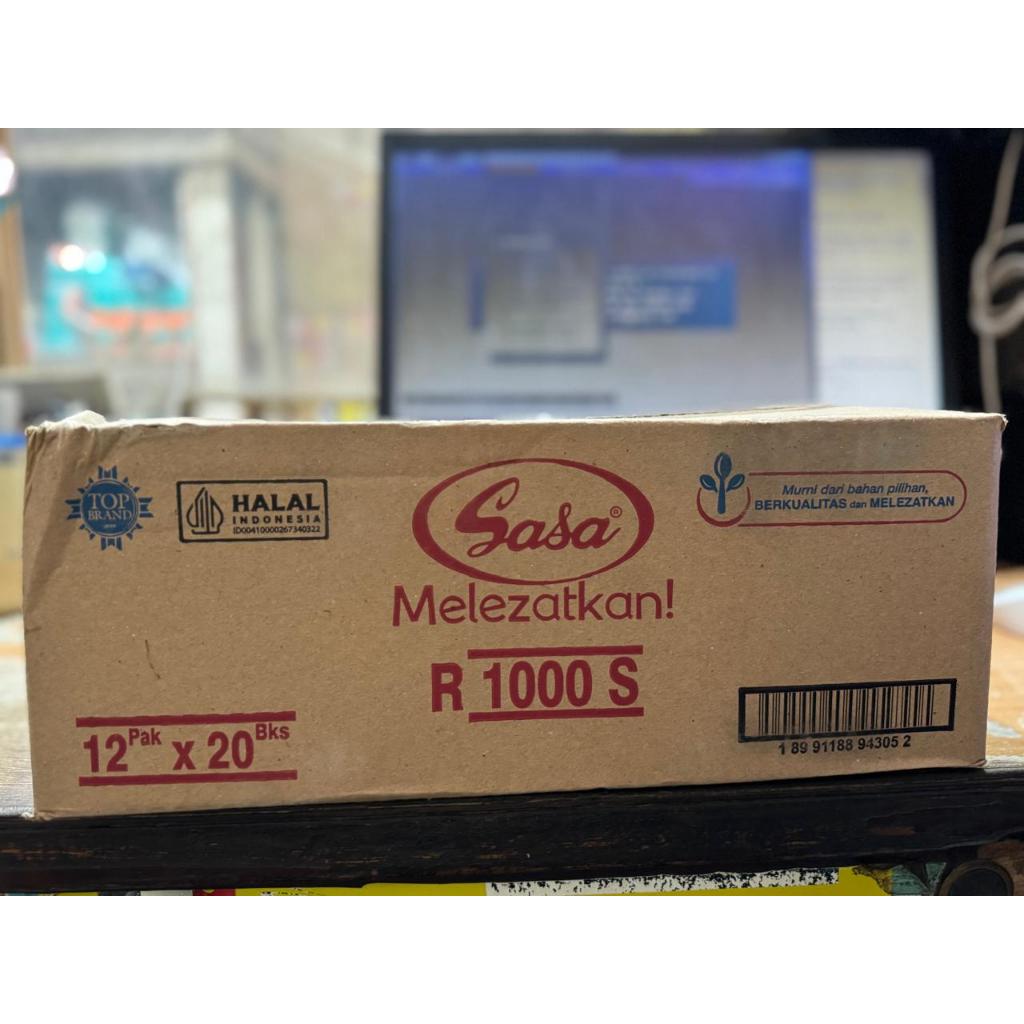 TOP
BRAND
HALAL
INDONESIA
ID00410000267340322
Sasa®
Melezatkan!
Murni dari bahan pilihan,
BERKUALITAS dan MELEZATKAN
R 1000 S
12 Pak x 20 Bks
1 89 91188 94305 2